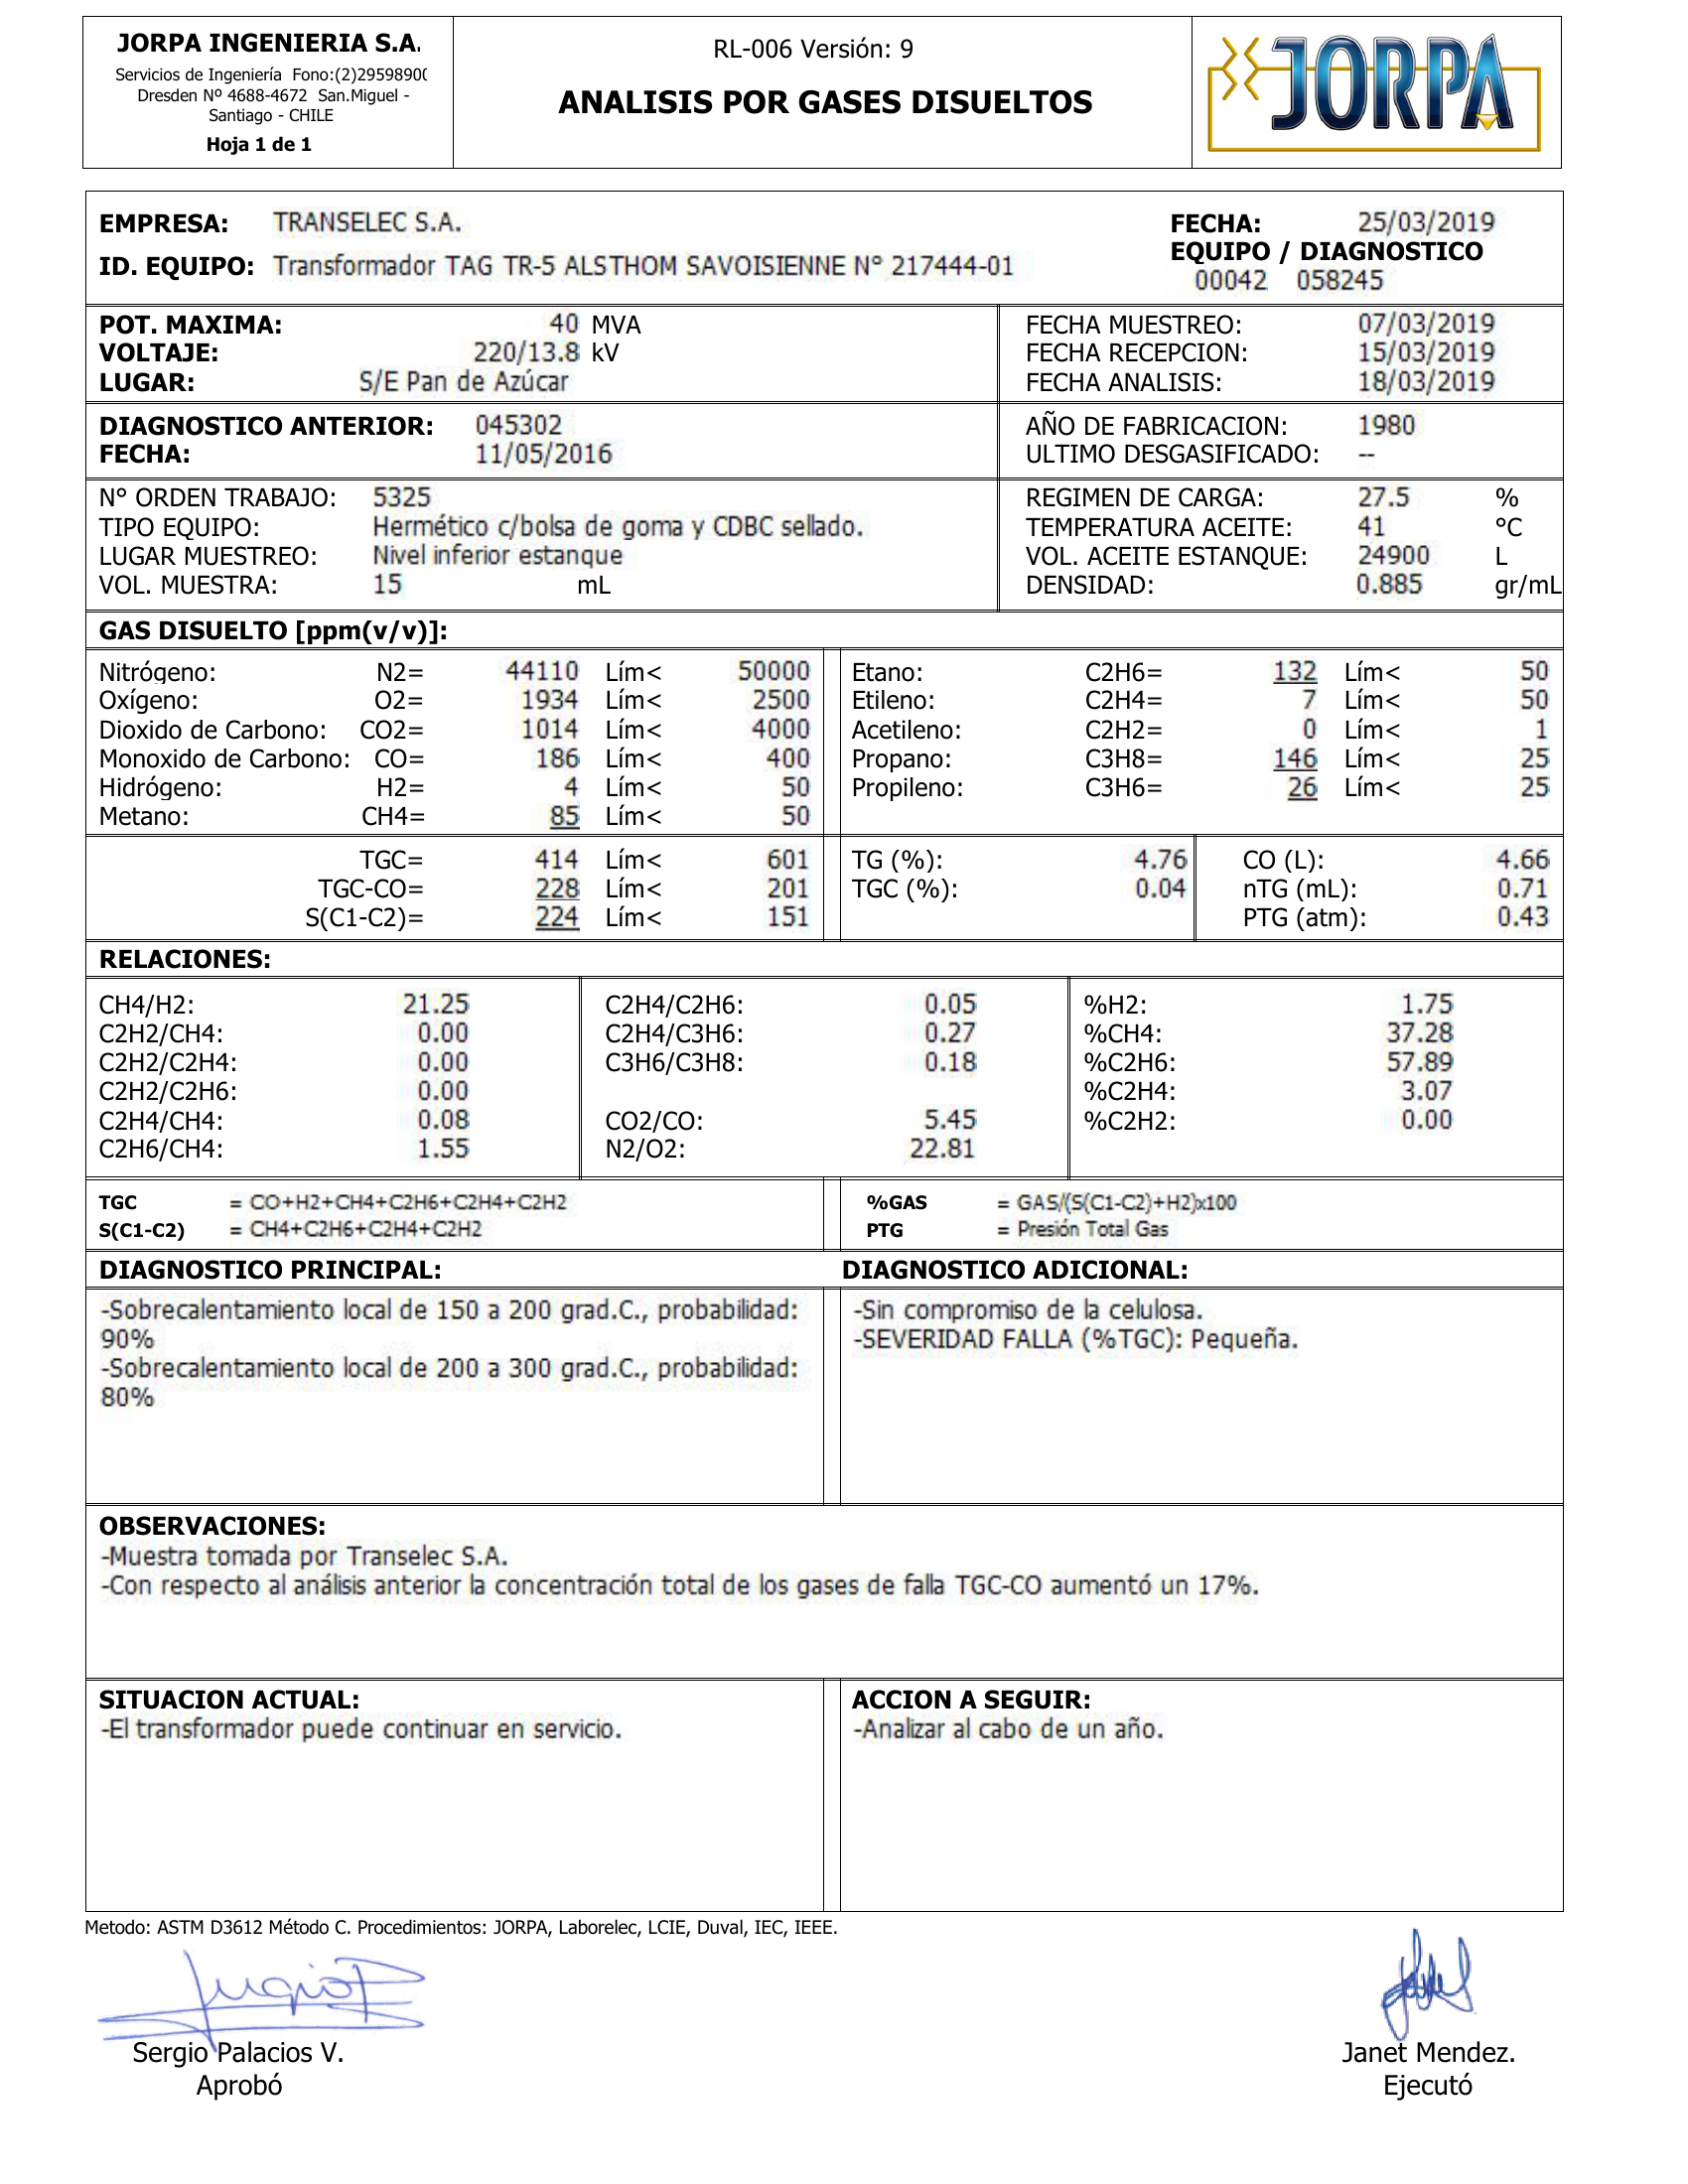 JORPA INGENIERIA S.A.
Servicios de Ingeniería Fono:(2)29598900
Dresden Nº 4688-4672 San.Miguel -
Santiago - CHILE
Hoja 1 de 1
RL-006 Versión: 9
ANALISIS POR GASES DISUELTOS
JORPA
EMPRESA: TRANSELEC S.A.
ID. EQUIPO: Transformador TAG TR-5 ALSTHOM SAVOISIENNE N° 217444-01
FECHA: 25/03/2019
EQUIPO / DIAGNOSTICO
00042 058245
POT. MAXIMA: 40 MVA
VOLTAJE: 220/13.8 kV
LUGAR: S/E Pan de Azúcar
FECHA MUESTREO: 07/03/2019
FECHA RECEPCION: 15/03/2019
FECHA ANALISIS: 18/03/2019
DIAGNOSTICO ANTERIOR: 045302
FECHA: 11/05/2016
AÑO DE FABRICACION: 1980
ULTIMO DESGASIFICADO: --
N° ORDEN TRABAJO: 5325
TIPO EQUIPO: Hermético c/bolsa de goma y CDBC sellado.
LUGAR MUESTREO: Nivel inferior estanque
VOL. MUESTRA: 15 mL
REGIMEN DE CARGA: 27.5 %
TEMPERATURA ACEITE: 41 °C
VOL. ACEITE ESTANQUE: 24900 L
DENSIDAD: 0.885 gr/mL
GAS DISUELTO [ppm(v/v)]:
Nitrógeno: N2= 44110 Lím< 50000
Oxígeno: O2= 1934 Lím< 2500
Dioxido de Carbono: CO2= 1014 Lím< 4000
Monoxido de Carbono: CO= 186 Lím< 400
Hidrógeno: H2= 4 Lím< 50
Metano: CH4= 85 Lím< 50
Etano: C2H6= 132 Lím< 50
Etileno: C2H4= 7 Lím< 50
Acetileno: C2H2= 0 Lím< 1
Propano: C3H8= 146 Lím< 25
Propileno: C3H6= 26 Lím< 25
TGC= 414 Lím< 601
TGC-CO= 228 Lím< 201
S(C1-C2)= 224 Lím< 151
TG (%): 4.76
TGC (%): 0.04
CO (L): 4.66
nTG (mL): 0.71
PTG (atm): 0.43
RELACIONES:
CH4/H2: 21.25
C2H2/CH4: 0.00
C2H2/C2H4: 0.00
C2H2/C2H6: 0.00
C2H4/CH4: 0.08
C2H6/CH4: 1.55
C2H4/C2H6: 0.05
C2H4/C3H6: 0.27
C3H6/C3H8: 0.18
CO2/CO: 5.45
N2/O2: 22.81
%H2: 1.75
%CH4: 37.28
%C2H6: 57.89
%C2H4: 3.07
%C2H2: 0.00
TGC = CO+H2+CH4+C2H6+C2H4+C2H2
S(C1-C2) = CH4+C2H6+C2H4+C2H2
%GAS = GAS/(S(C1-C2)+H2)x100
PTG = Presión Total Gas
DIAGNOSTICO PRINCIPAL:
-Sobrecalentamiento local de 150 a 200 grad.C., probabilidad:
90%
-Sobrecalentamiento local de 200 a 300 grad.C., probabilidad:
80%
DIAGNOSTICO ADICIONAL:
-Sin compromiso de la celulosa.
-SEVERIDAD FALLA (%TGC): Pequeña.
OBSERVACIONES:
-Muestra tomada por Transelec S.A.
-Con respecto al análisis anterior la concentración total de los gases de falla TGC-CO aumentó un 17%.
SITUACION ACTUAL:
-El transformador puede continuar en servicio.
ACCION A SEGUIR:
-Analizar al cabo de un año.
Metodo: ASTM D3612 Método C. Procedimientos: JORPA, Laborelec, LCIE, Duval, IEC, IEEE.
Sergio Palacios V.
Aprobó
Janet Mendez.
Ejecutó